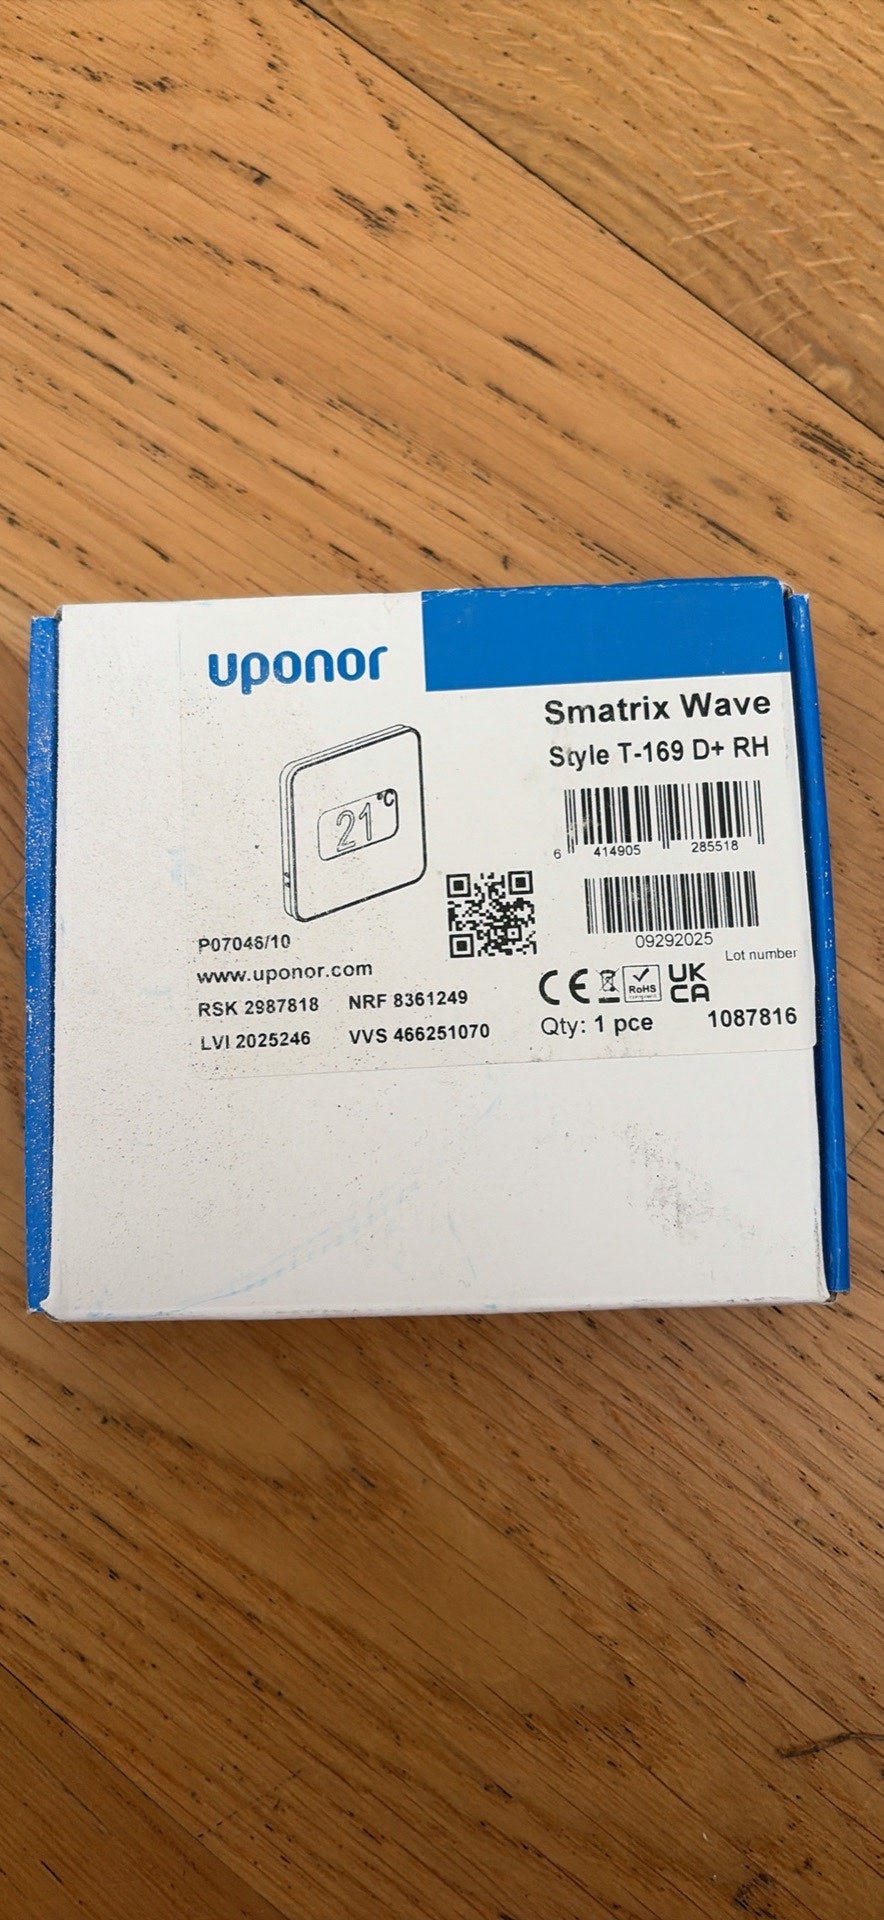 uponor
Smatrix Wave
Style T-169 D+ RH
21°C
6 414905 285518
09292025
Lot number
P07046/10
www.uponor.com
RSK 2987818 NRF 8361249
LVI 2025246 VVS 466251070
CE
RoHS
UK
CA
Qty: 1 pce 1087816